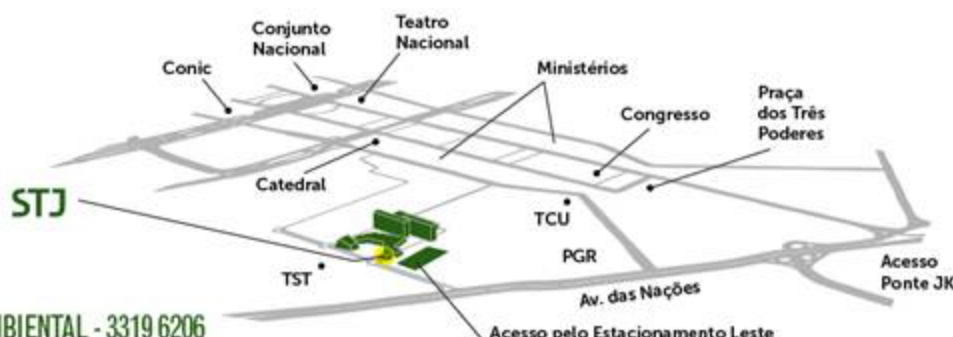 Teatro
Nacional
Conjunto
Nacional
Conic
Ministérios
Praça
dos Três
Poderes
Congresso
Catedral
STJ
TCU
PGR
TST
Acesso
Ponte JK
Av. das Nações
BIENTAL - 3319 6206
Acesso pelo Estacionamento Leste